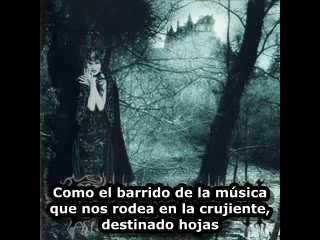 Como el barrido de la música
que nos rodea en la crujiente,
destinado hojas